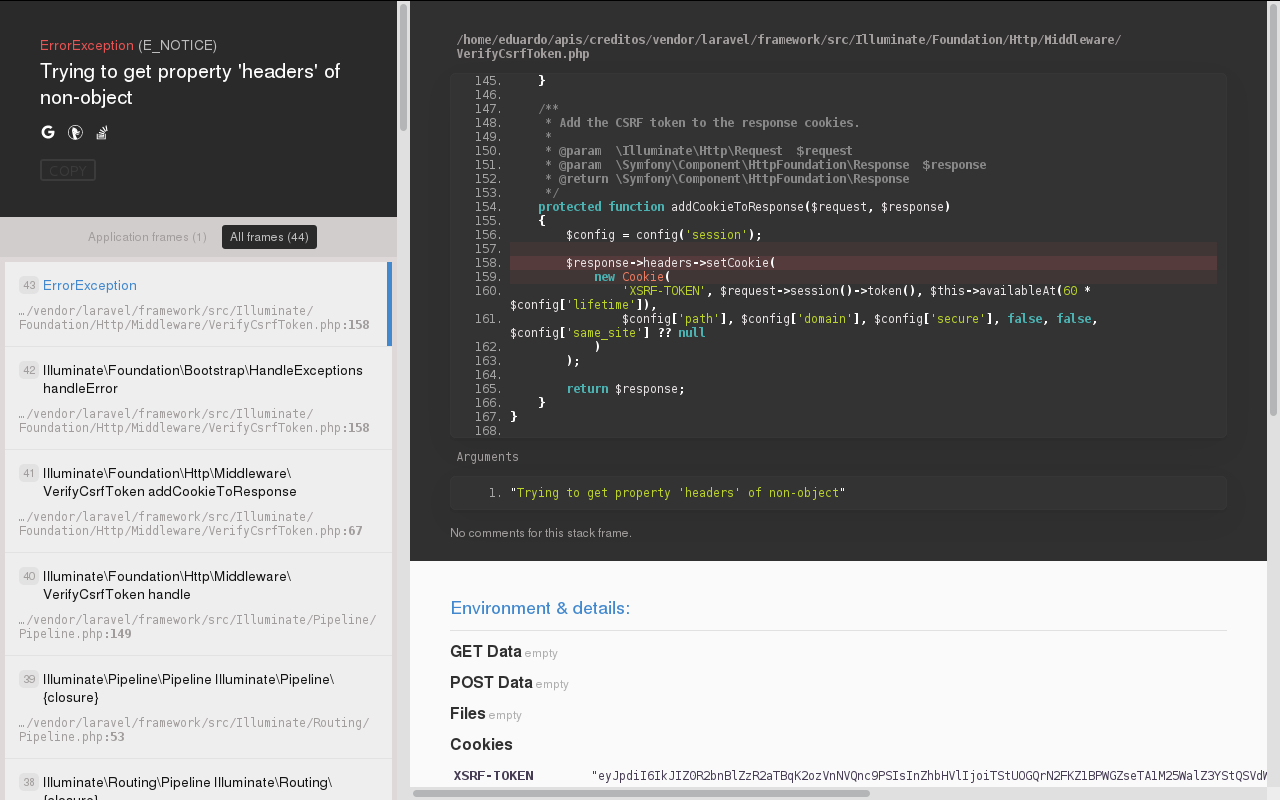 ErrorException (E_NOTICE)
Trying to get property 'headers' of
non-object
COPY
Application frames (1)
All frames (44)
43 ErrorException
…/vendor/laravel/framework/src/Illuminate/
Foundation/Http/Middleware/VerifyCsrfToken.php:158
42 Illuminate\Foundation\Bootstrap\HandleExceptions
handleError
…/vendor/laravel/framework/src/Illuminate/
Foundation/Http/Middleware/VerifyCsrfToken.php:158
41 Illuminate\Foundation\Http\Middleware\
VerifyCsrfToken addCookieToResponse
…/vendor/laravel/framework/src/Illuminate/
Foundation/Http/Middleware/VerifyCsrfToken.php:67
40 Illuminate\Foundation\Http\Middleware\
VerifyCsrfToken handle
…/vendor/laravel/framework/src/Illuminate/Pipeline/
Pipeline.php:149
39 Illuminate\Pipeline\Pipeline Illuminate\Pipeline\
{closure}
…/vendor/laravel/framework/src/Illuminate/Routing/
Pipeline.php:53
38 Illuminate\Routing\Pipeline Illuminate\Routing\
{closure}
/home/eduardo/apis/creditos/vendor/laravel/framework/src/Illuminate/Foundation/Http/Middleware/
VerifyCsrfToken.php
145.     }
146.
147.     /**
148.      * Add the CSRF token to the response cookies.
149.      *
150.      * @param  \Illuminate\Http\Request  $request
151.      * @param  \Symfony\Component\HttpFoundation\Response  $response
152.      * @return \Symfony\Component\HttpFoundation\Response
153.      */
154.     protected function addCookieToResponse($request, $response)
155.     {
156.         $config = config('session');
157.
158.         $response->headers->setCookie(
159.             new Cookie(
160.                 'XSRF-TOKEN', $request->session()->token(), $this->availableAt(60 *
$config['lifetime']),
161.                 $config['path'], $config['domain'], $config['secure'], false, false,
$config['same_site'] ?? null
162.             )
163.         );
164.
165.         return $response;
166.     }
167. }
168.
Arguments
1. "Trying to get property 'headers' of non-object"
No comments for this stack frame.
Environment & details:
GET Data empty
POST Data empty
Files empty
Cookies
XSRF-TOKEN